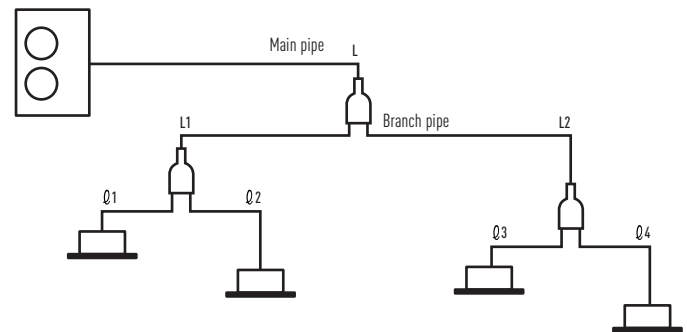 Main pipe L
L1 Branch pipe L2
ℓ1 ℓ2 ℓ3 ℓ4